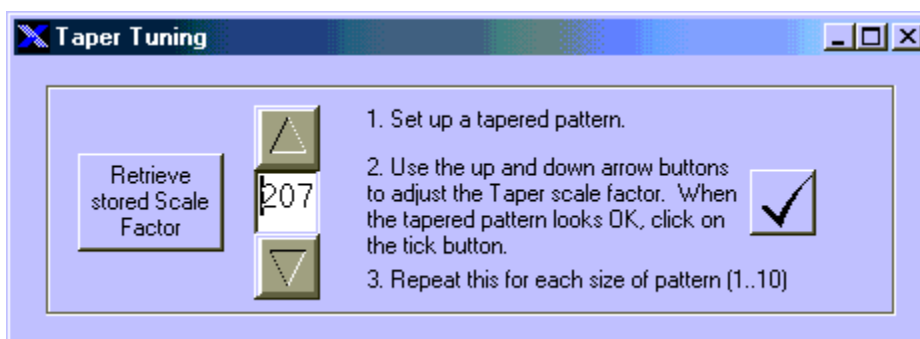 Taper Tuning
Retrieve
stored Scale
Factor
207
1. Set up a tapered pattern.
2. Use the up and down arrow buttons
to adjust the Taper scale factor.  When
the tapered pattern looks OK, click on
the tick button.
3. Repeat this for each size of pattern (1..10)